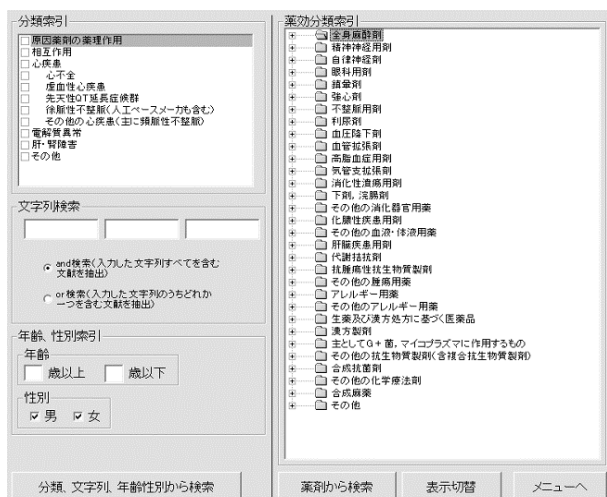 分類索引
原因薬剤の薬理作用
相互作用
心疾患
心不全
虚血性心疾患
先天性QT延長症候群
徐脈性不整脈(人工ペースメーカも含む)
その他の心疾患(主に頻脈性不整脈)
電解質異常
肝・腎障害
その他
文字列検索
and検索(入力した文字列すべてを含む
文献を抽出)
or検索(入力した文字列のうちどれか
一つを含む文献を抽出)
年齢、性別索引
年齢
歳以上 歳以下
性別
男 女
分類、文字列、年齢性別から検索
薬効分類索引
全身麻酔剤
精神神経用剤
自律神経剤
眼科用剤
鎮暈剤
強心剤
不整脈用剤
利尿剤
血圧降下剤
血管拡張剤
高脂血症用剤
気管支拡張剤
消化性潰瘍用剤
下剤, 浣腸剤
その他の消化器官用薬
化膿性疾患用剤
その他の血液・体液用薬
肝臓疾患用剤
代謝拮抗剤
抗腫瘍性抗生物質製剤
その他の腫瘍用薬
アレルギー用薬
その他のアレルギー用薬
生薬及び漢方処方に基づく医薬品
漢方製剤
主としてG+菌, マイコプラズマに作用するもの
その他の抗生物質製剤(含複合抗生物質製剤)
合成抗菌剤
その他の化学療法剤
合成麻薬
その他
薬剤から検索 表示切替 メニューへ